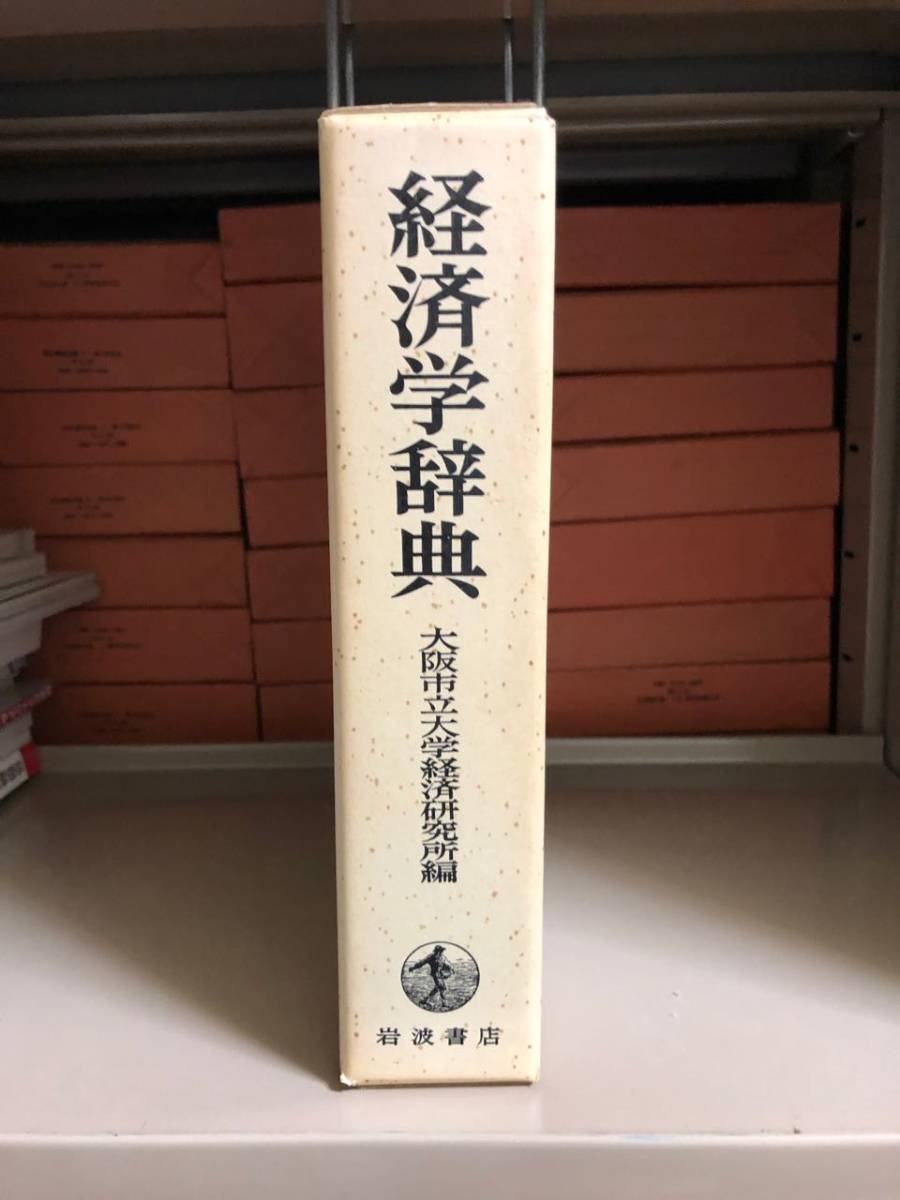 経済学辞典
大阪市立大学経済研究所編
岩波書店